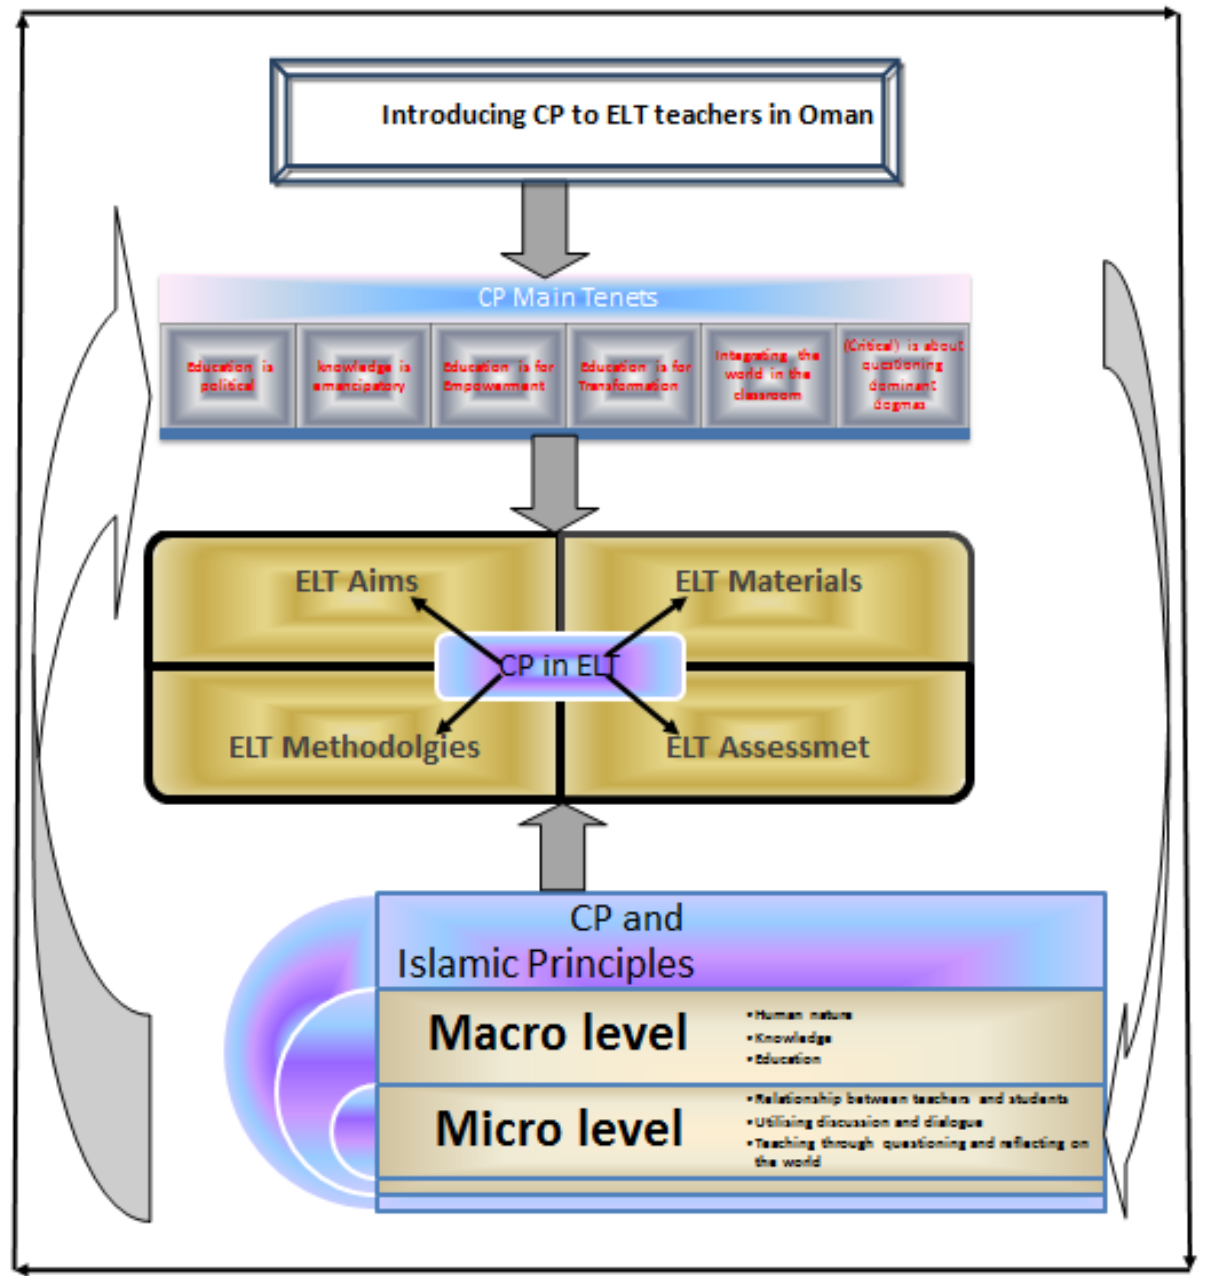 Introducing CP to ELT teachers in Oman
CP Main Tenets
Education is
political
knowledge is
emancipatory
Education is for
Empowerment
Education is for
Transformation
Integrating the
world in the
classroom
(Critical) is about
questioning
dominant
dogmas
ELT Aims
ELT Materials
CP in ELT
ELT Methodolgies
ELT Assessmet
CP and
Islamic Principles
Macro level
•Human nature
•Knowledge
•Education
Micro level
•Relationship between teachers and students
•Utilising discussion and dialogue
•Teaching through questioning and reflecting on
the world